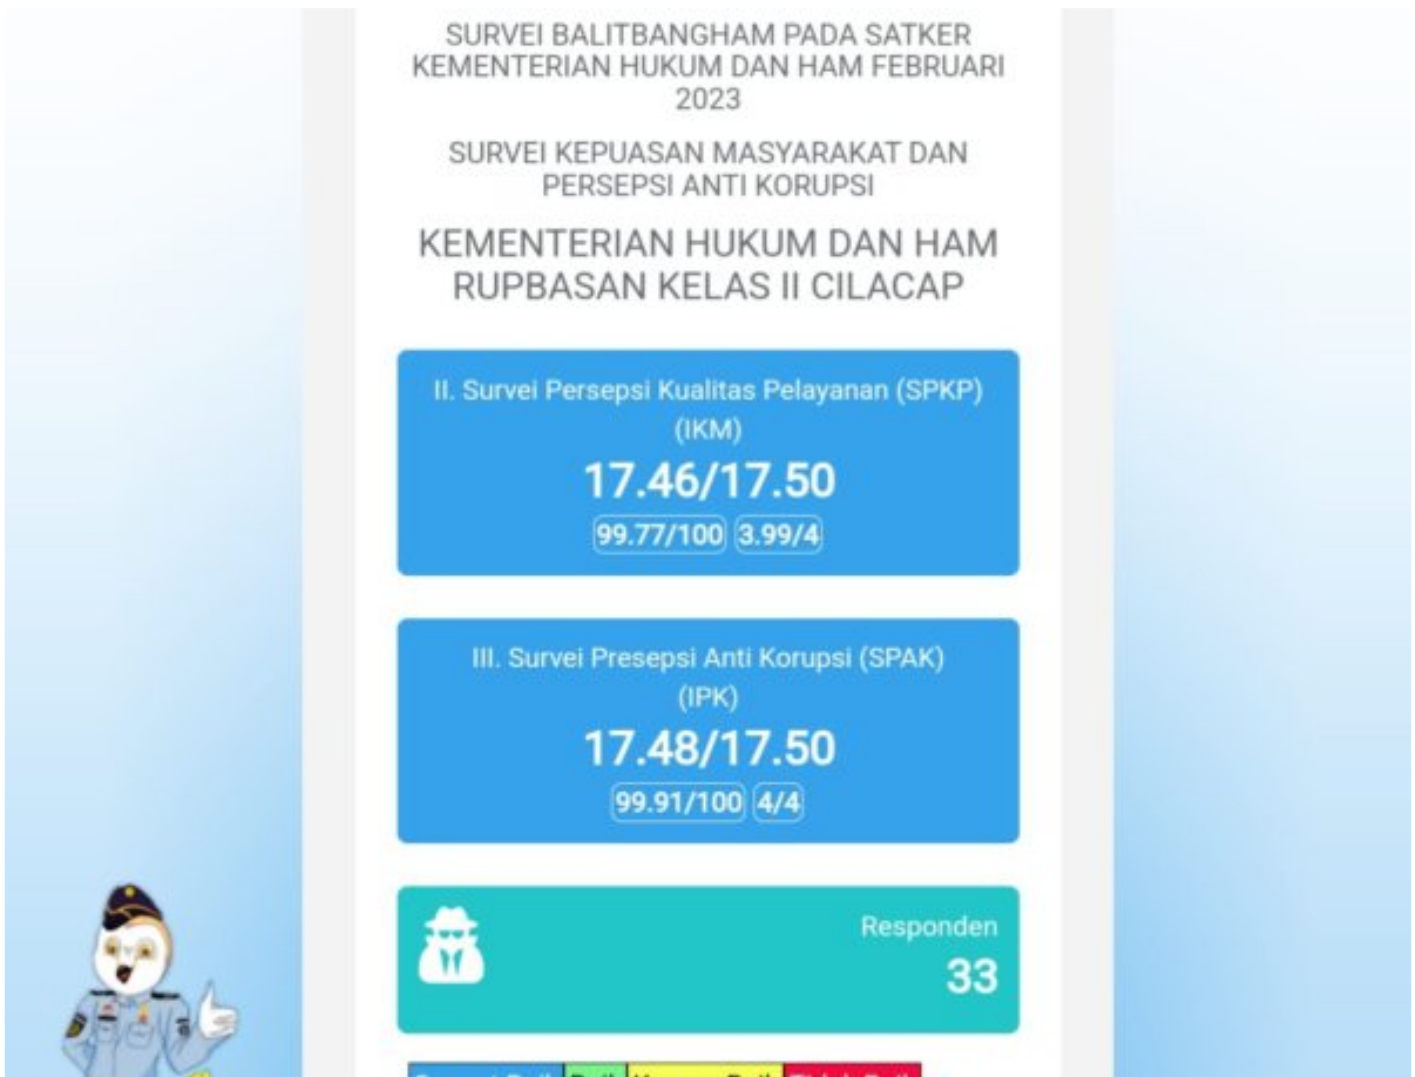 SURVEI BALITBANGHAM PADA SATKER
KEMENTERIAN HUKUM DAN HAM FEBRUARI
2023
SURVEI KEPUASAN MASYARAKAT DAN
PERSEPSI ANTI KORUPSI
KEMENTERIAN HUKUM DAN HAM
RUPBASAN KELAS II CILACAP
II. Survei Persepsi Kualitas Pelayanan (SPKP)
(IKM)
17.46/17.50
99.77/100 3.99/4
III. Survei Presepsi Anti Korupsi (SPAK)
(IPK)
17.48/17.50
99.91/100 4/4
Responden
33